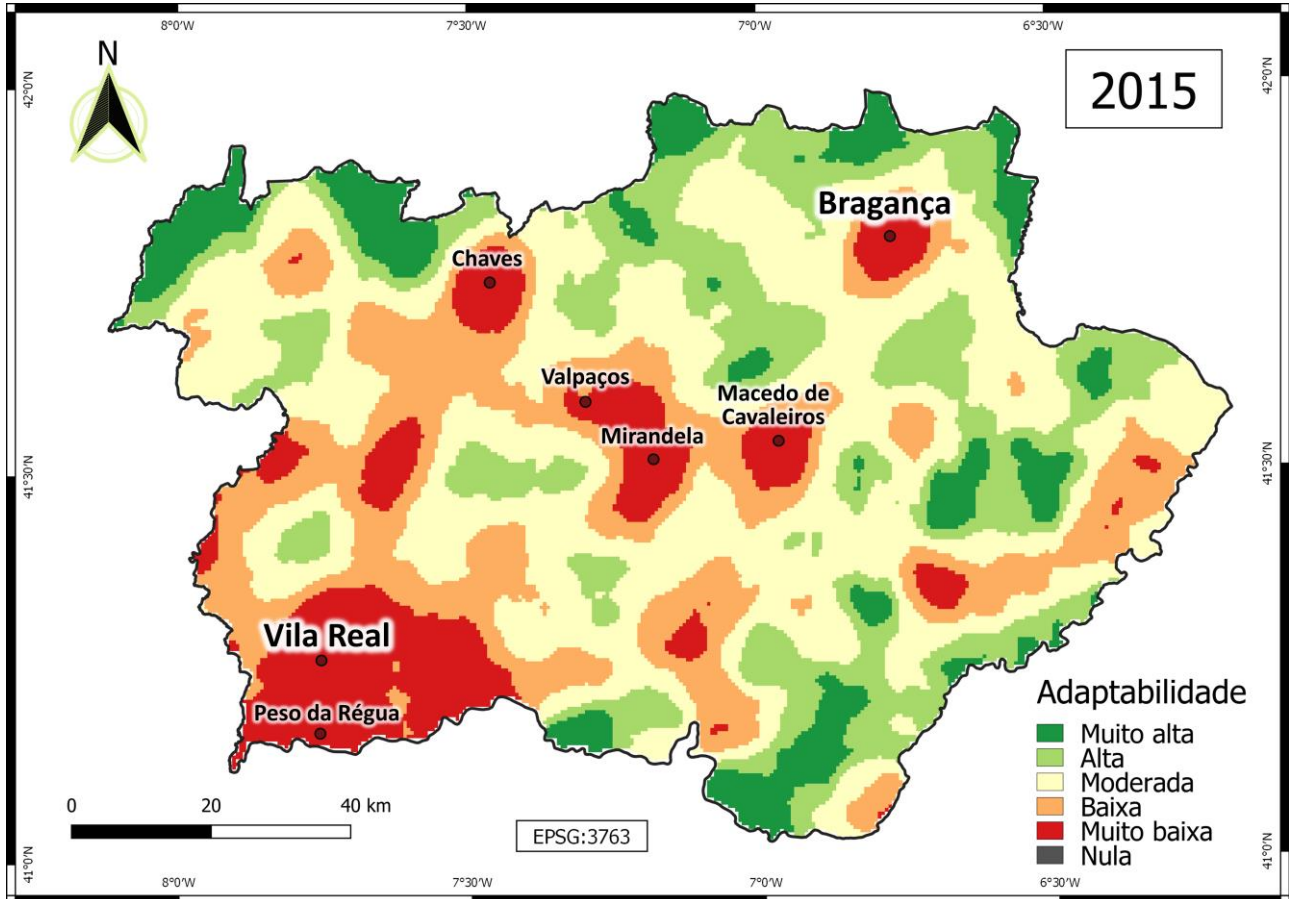 8°0'W 7°30'W 7°0'W 6°30'W
N
2015
42°0'N 42°0'N
Bragança
Chaves
Valpaços
Macedo de
Cavaleiros
Mirandela
41°30'N 41°30'N
Vila Real
Peso da Régua
Adaptabilidade
Muito alta
Alta
Moderada
Baixa
Muito baixa
Nula
0 20 40 km
EPSG:3763
41°0'N 41°0'N
8°0'W 7°30'W 7°0'W 6°30'W